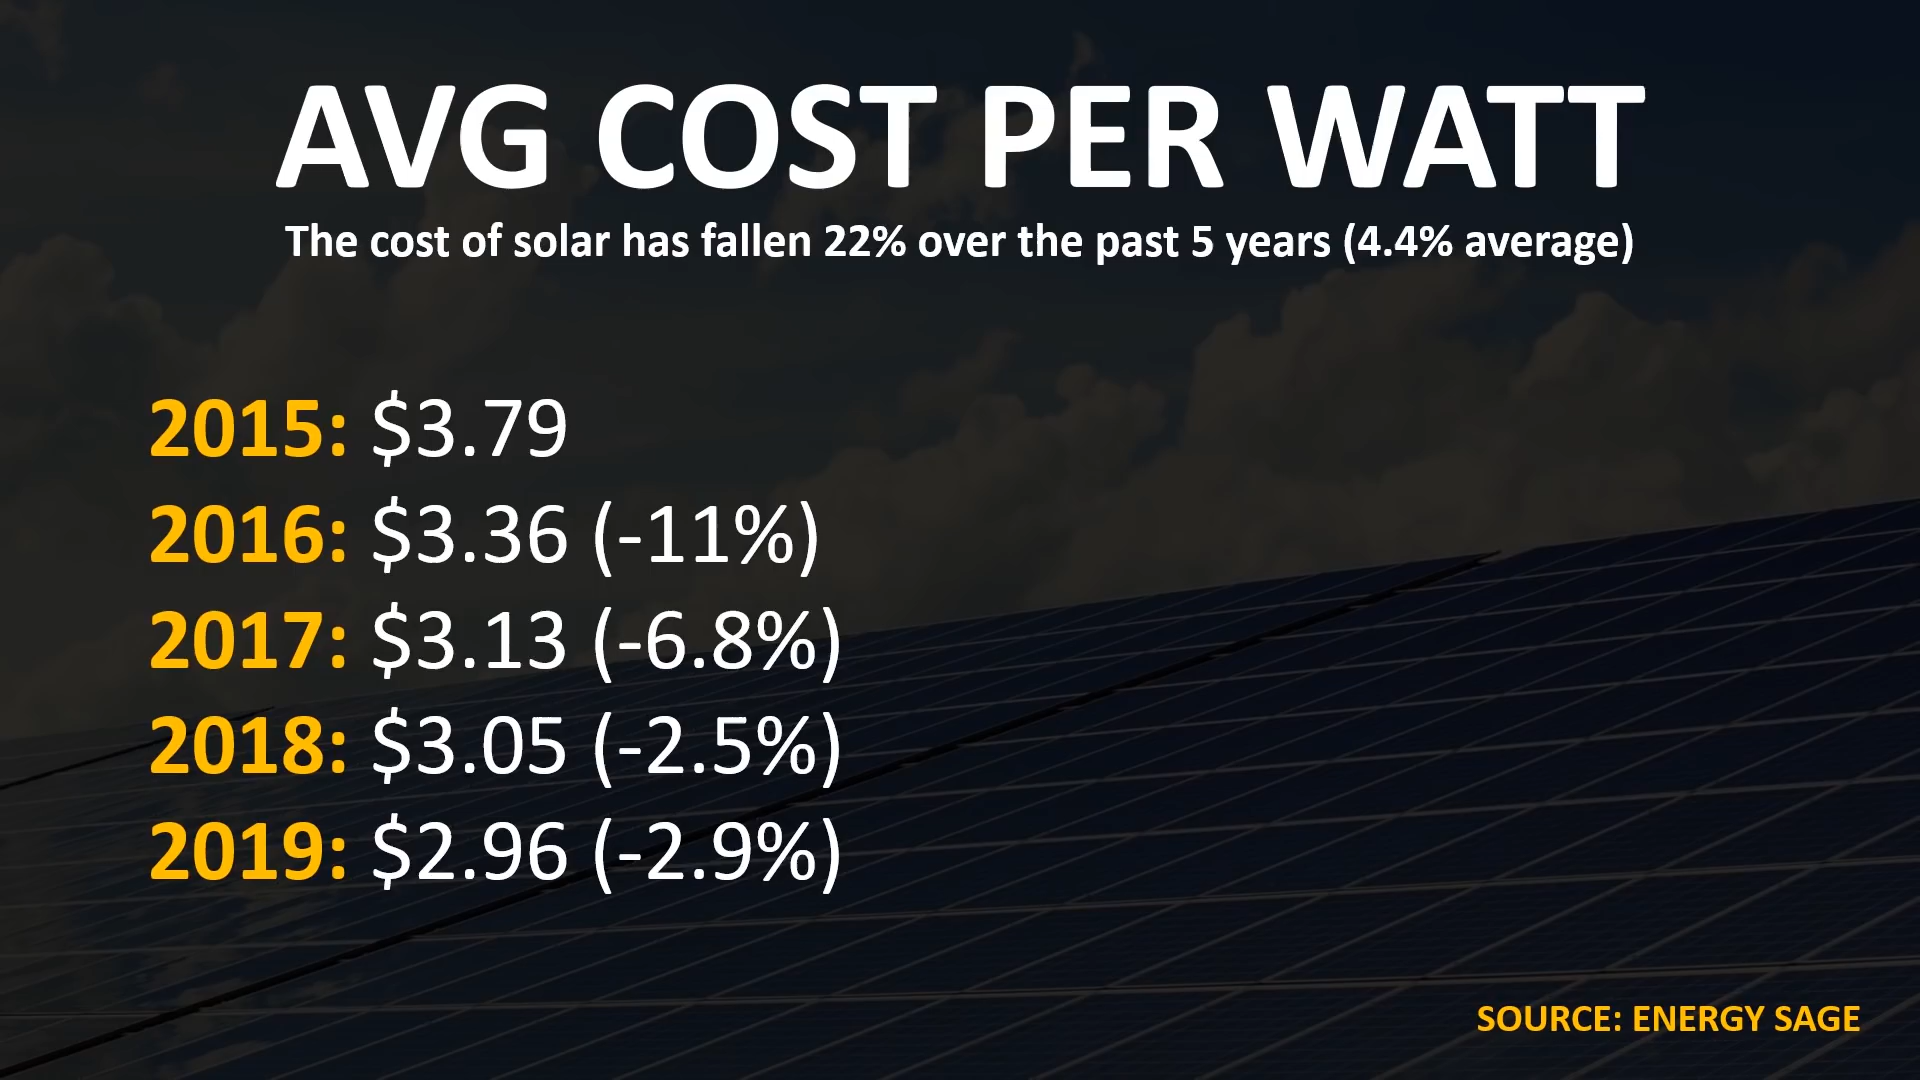 AVG COST PER WATT
The cost of solar has fallen 22% over the past 5 years (4.4% average)
2015: $3.79
2016: $3.36 (-11%)
2017: $3.13 (-6.8%)
2018: $3.05 (-2.5%)
2019: $2.96 (-2.9%)
SOURCE: ENERGY SAGE